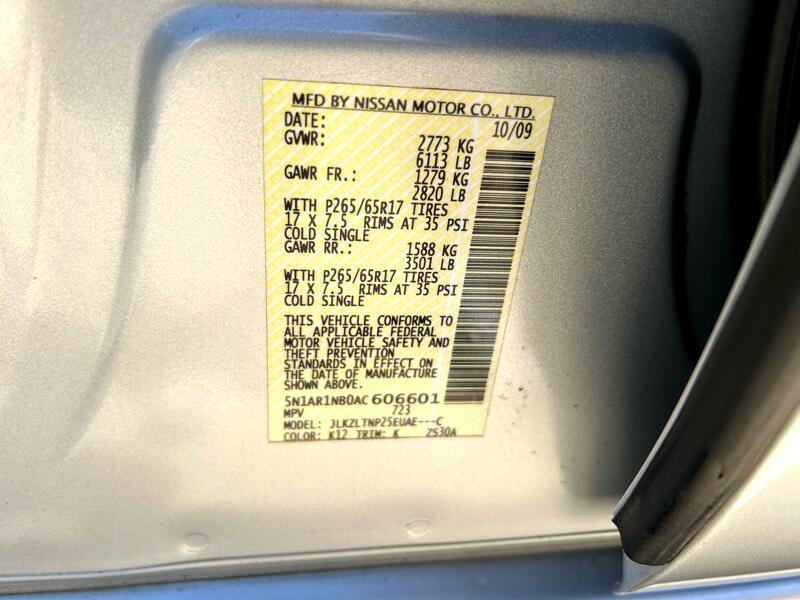 MFD BY NISSAN MOTOR CO., LTD.
DATE: 10/09
GVWR: 2773 KG
6113 LB
GAWR FR.: 1279 KG
2820 LB
WITH P265/65R17 TIRES
17 X 7.5 RIMS AT 35 PSI
COLD SINGLE
GAWR RR.: 1588 KG
3501 LB
WITH P265/65R17 TIRES
17 X 7.5 RIMS AT 35 PSI
COLD SINGLE
THIS VEHICLE CONFORMS TO
ALL APPLICABLE FEDERAL
MOTOR VEHICLE SAFETY AND
THEFT PREVENTION
STANDARDS IN EFFECT ON
THE DATE OF MANUFACTURE
SHOWN ABOVE.
5N1AR1NB0AC 606601
MPV 723
MODEL: JLKZLTNP25EUAE---C
COLOR: K12 TRIM: K ZS30A